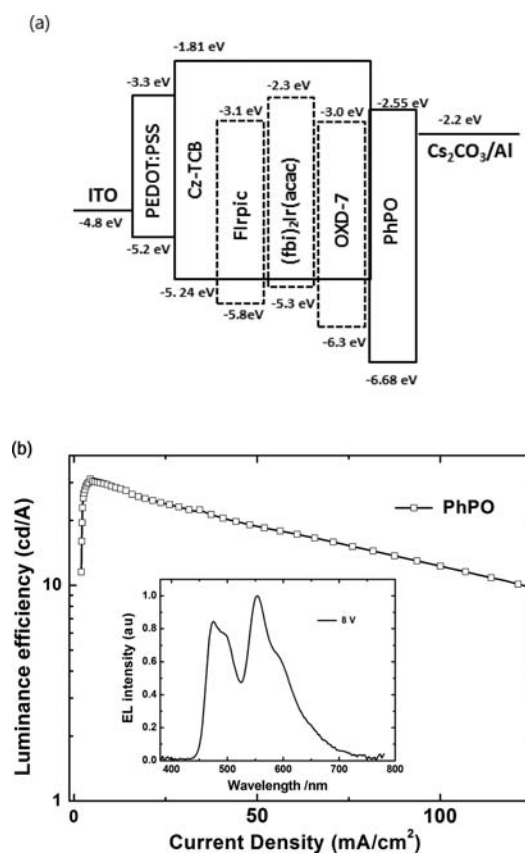 (a)
-1.81 eV
-3.3 eV
-3.1 eV
-2.3 eV
-3.0 eV
-2.55 eV
-2.2 eV
Cs₂CO₃/Al
ITO
-4.8 eV
PEDOT:PSS
Cz-TCB
FIrpic
(fbi)₂Ir(acac)
OXD-7
PhPO
-5.2 eV
-5. 24 eV
-5.8eV
-5.3 eV
-6.3 eV
-6.68 eV
(b)
Luminance efficiency (cd/A)
10
1
PhPO
EL intensity (au)
1.0
0.8
0.6
0.4
0.2
0.0
8 V
400 500 600 700 800
Wavelength /nm
0 50 100
Current Density (mA/cm²)